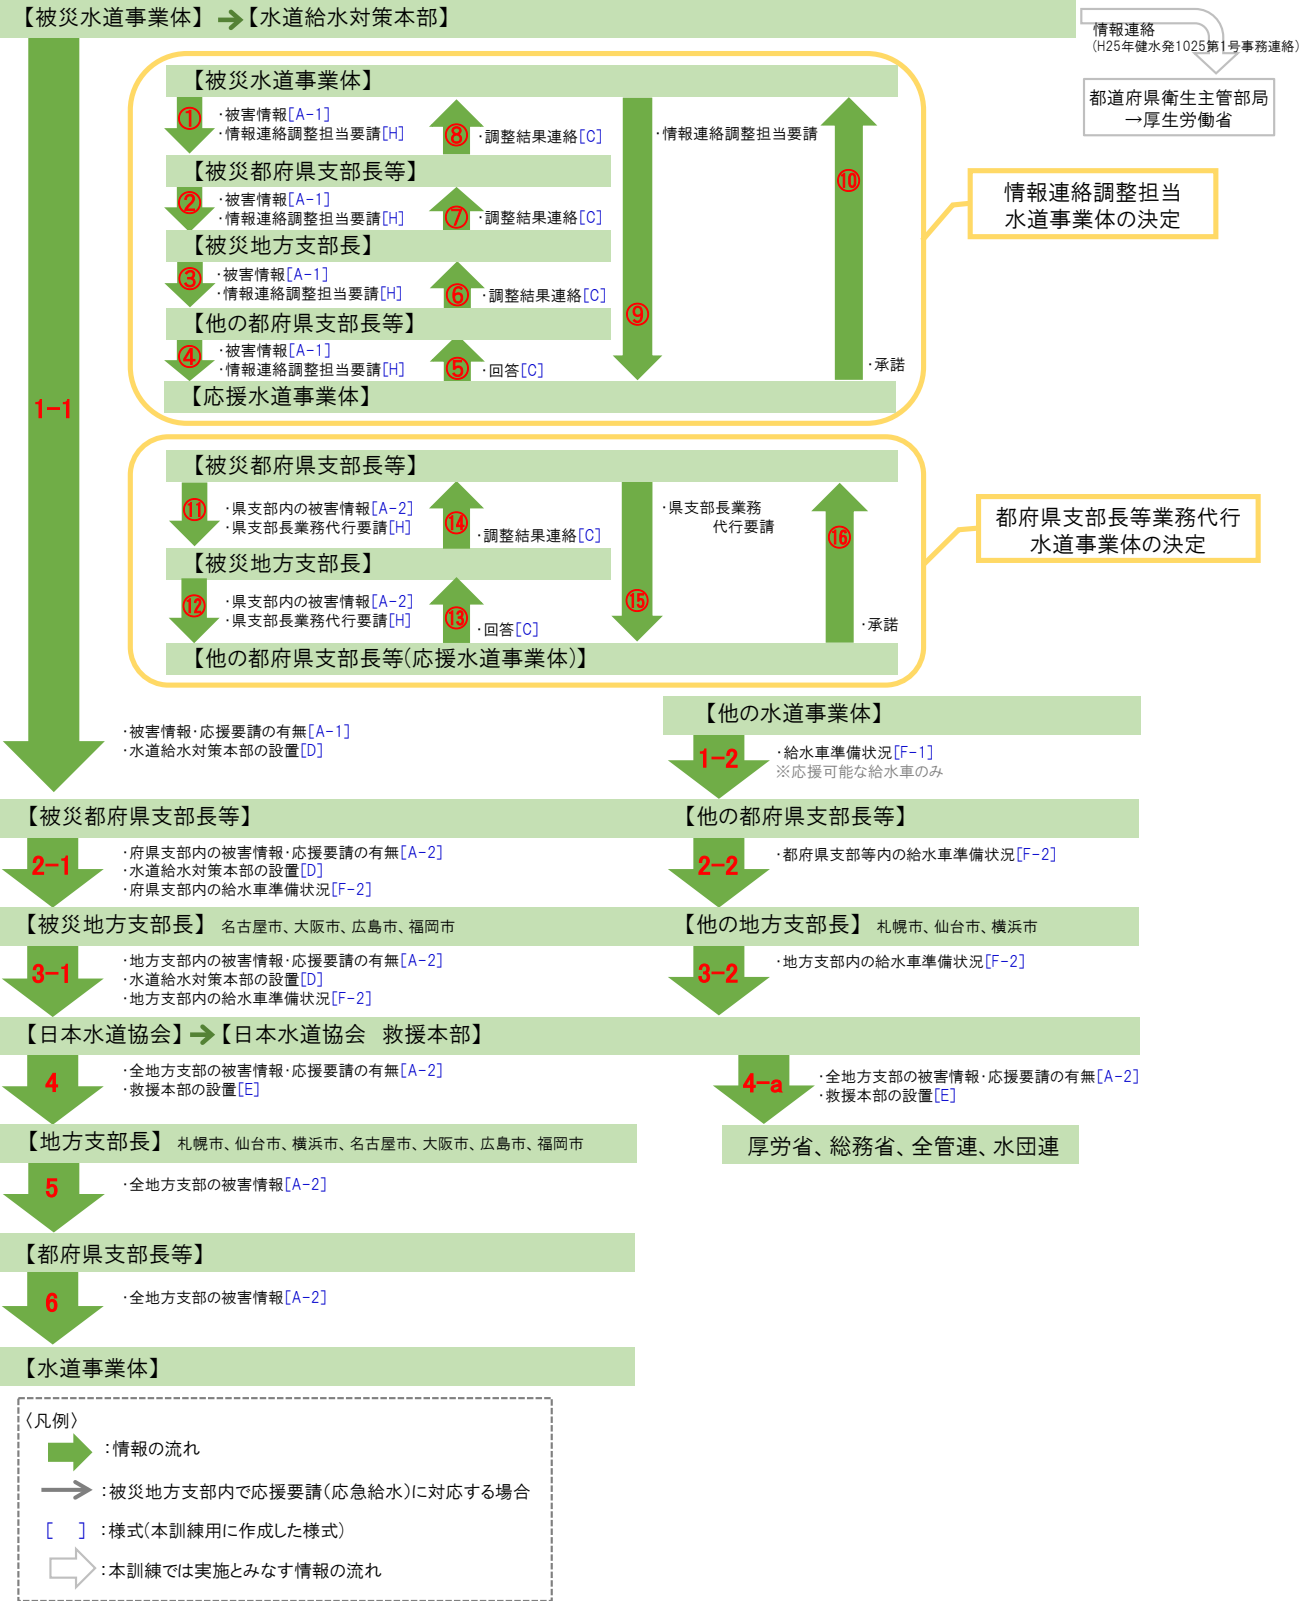 【被災水道事業体】 → 【水道給水対策本部】
情報連絡
(H25年健水発1025第1号事務連絡)
都道府県衛生主管部局
→厚生労働省
【被災水道事業体】
①
・被害情報[A-1]
・情報連絡調整担当要請[H]
⑧
・調整結果連絡[C]
・情報連絡調整担当要請
⑩
【被災都府県支部長等】
②
・被害情報[A-1]
・情報連絡調整担当要請[H]
⑦
・調整結果連絡[C]
情報連絡調整担当
水道事業体の決定
【被災地方支部長】
③
・被害情報[A-1]
・情報連絡調整担当要請[H]
⑥
・調整結果連絡[C]
⑨
【他の都府県支部長等】
④
・被害情報[A-1]
・情報連絡調整担当要請[H]
⑤
・回答[C]
・承諾
【応援水道事業体】
1-1
【被災都府県支部長等】
⑪
・県支部内の被害情報[A-2]
・県支部長業務代行要請[H]
⑭
・調整結果連絡[C]
・県支部長業務
代行要請
⑯
都府県支部長等業務代行
水道事業体の決定
【被災地方支部長】
⑫
・県支部内の被害情報[A-2]
・県支部長業務代行要請[H]
⑬
・回答[C]
⑮
・承諾
【他の都府県支部長等(応援水道事業体)】
・被害情報・応援要請の有無[A-1]
・水道給水対策本部の設置[D]
【他の水道事業体】
1-2
・給水車準備状況[F-1]
※応援可能な給水車のみ
【被災都府県支部長等】
【他の都府県支部長等】
2-1
・府県支部内の被害情報・応援要請の有無[A-2]
・水道給水対策本部の設置[D]
・府県支部内の給水車準備状況[F-2]
2-2
・都府県支部等内の給水車準備状況[F-2]
【被災地方支部長】 名古屋市、大阪市、広島市、福岡市
【他の地方支部長】 札幌市、仙台市、横浜市
3-1
・地方支部内の被害情報・応援要請の有無[A-2]
・水道給水対策本部の設置[D]
・地方支部内の給水車準備状況[F-2]
3-2
・地方支部内の給水車準備状況[F-2]
【日本水道協会】 → 【日本水道協会 救援本部】
4
・全地方支部の被害情報・応援要請の有無[A-2]
・救援本部の設置[E]
4-a
・全地方支部の被害情報・応援要請の有無[A-2]
・救援本部の設置[E]
【地方支部長】 札幌市、仙台市、横浜市、名古屋市、大阪市、広島市、福岡市
厚労省、総務省、全管連、水団連
5
・全地方支部の被害情報[A-2]
【都府県支部長等】
6
・全地方支部の被害情報[A-2]
【水道事業体】
〈凡例〉
：情報の流れ
：被災地方支部内で応援要請（応急給水）に対応する場合
[ ] ：様式(本訓練用に作成した様式)
：本訓練では実施とみなす情報の流れ